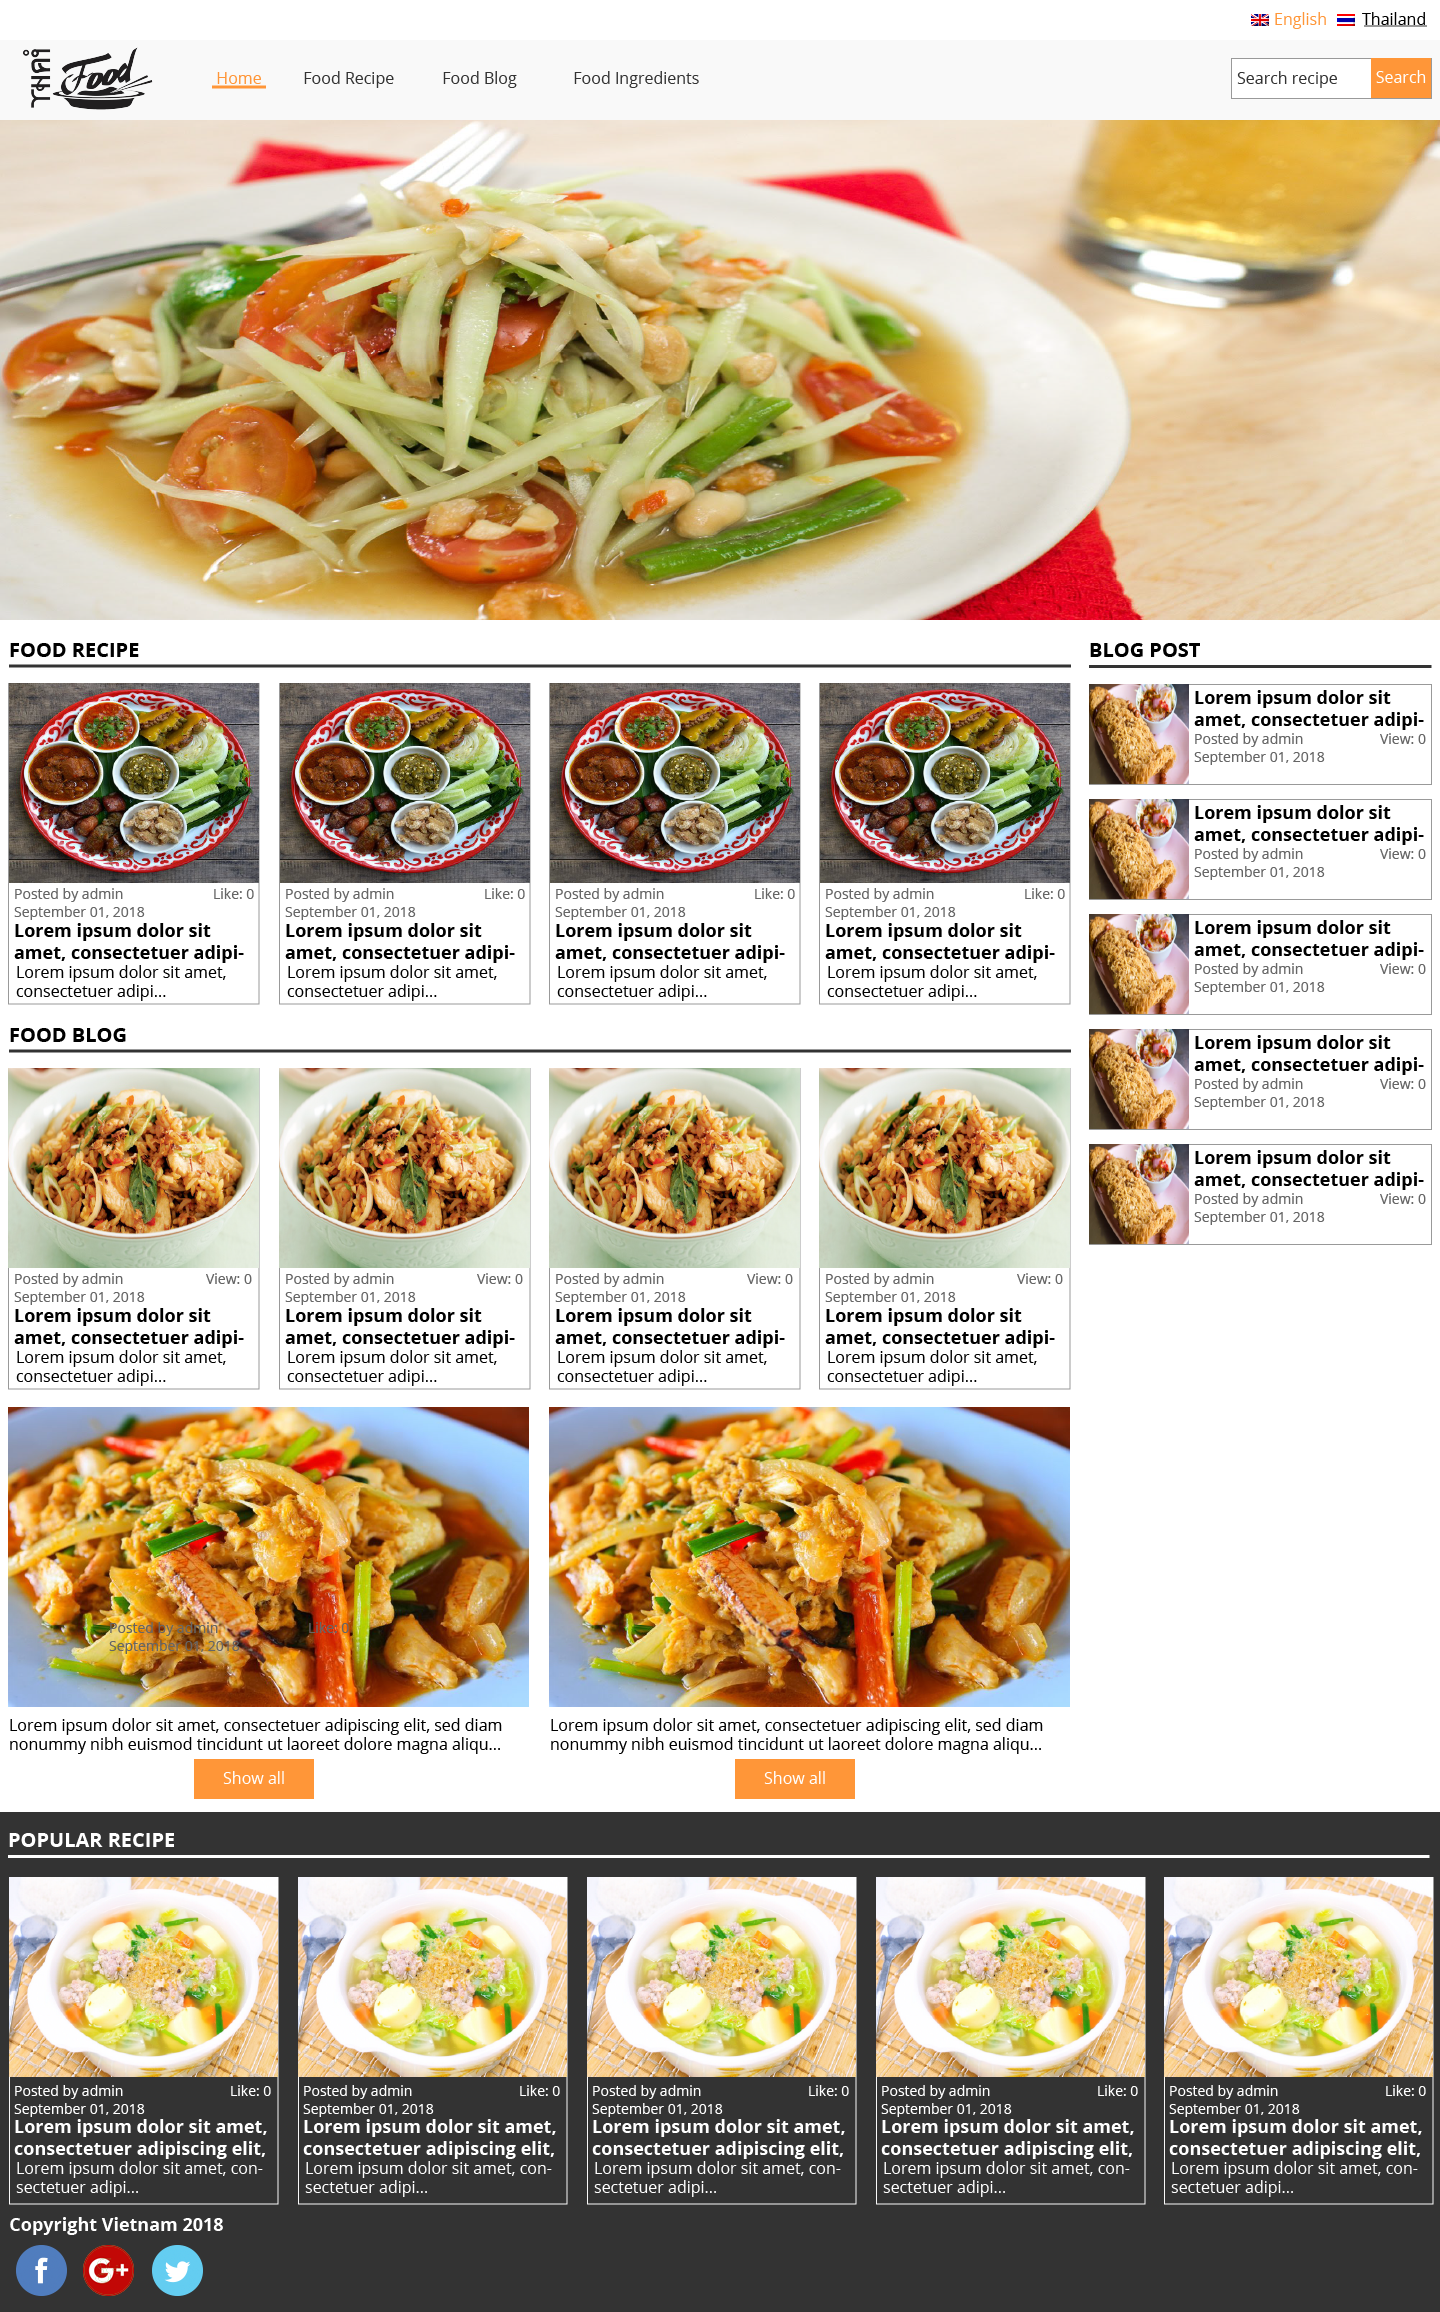 English Thailand
Food
Home Food Recipe Food Blog Food Ingredients
Search recipe Search
FOOD RECIPE
Posted by admin Like: 0
September 01, 2018
Lorem ipsum dolor sit
amet, consectetuer adipi-
Lorem ipsum dolor sit amet,
consectetuer adipi...
Posted by admin Like: 0
September 01, 2018
Lorem ipsum dolor sit
amet, consectetuer adipi-
Lorem ipsum dolor sit amet,
consectetuer adipi...
Posted by admin Like: 0
September 01, 2018
Lorem ipsum dolor sit
amet, consectetuer adipi-
Lorem ipsum dolor sit amet,
consectetuer adipi...
Posted by admin Like: 0
September 01, 2018
Lorem ipsum dolor sit
amet, consectetuer adipi-
Lorem ipsum dolor sit amet,
consectetuer adipi...
BLOG POST
Lorem ipsum dolor sit
amet, consectetuer adipi-
Posted by admin View: 0
September 01, 2018
Lorem ipsum dolor sit
amet, consectetuer adipi-
Posted by admin View: 0
September 01, 2018
Lorem ipsum dolor sit
amet, consectetuer adipi-
Posted by admin View: 0
September 01, 2018
Lorem ipsum dolor sit
amet, consectetuer adipi-
Posted by admin View: 0
September 01, 2018
Lorem ipsum dolor sit
amet, consectetuer adipi-
Posted by admin View: 0
September 01, 2018
FOOD BLOG
Posted by admin View: 0
September 01, 2018
Lorem ipsum dolor sit
amet, consectetuer adipi-
Lorem ipsum dolor sit amet,
consectetuer adipi...
Posted by admin View: 0
September 01, 2018
Lorem ipsum dolor sit
amet, consectetuer adipi-
Lorem ipsum dolor sit amet,
consectetuer adipi...
Posted by admin View: 0
September 01, 2018
Lorem ipsum dolor sit
amet, consectetuer adipi-
Lorem ipsum dolor sit amet,
consectetuer adipi...
Posted by admin View: 0
September 01, 2018
Lorem ipsum dolor sit
amet, consectetuer adipi-
Lorem ipsum dolor sit amet,
consectetuer adipi...
Posted by admin Like: 0
September 01, 2018
Lorem ipsum dolor sit amet, consectetuer adipiscing elit, sed diam
nonummy nibh euismod tincidunt ut laoreet dolore magna aliqu...
Show all
Lorem ipsum dolor sit amet, consectetuer adipiscing elit, sed diam
nonummy nibh euismod tincidunt ut laoreet dolore magna aliqu...
Show all
POPULAR RECIPE
Posted by admin Like: 0
September 01, 2018
Lorem ipsum dolor sit amet,
consectetuer adipiscing elit,
Lorem ipsum dolor sit amet, con-
sectetuer adipi...
Posted by admin Like: 0
September 01, 2018
Lorem ipsum dolor sit amet,
consectetuer adipiscing elit,
Lorem ipsum dolor sit amet, con-
sectetuer adipi...
Posted by admin Like: 0
September 01, 2018
Lorem ipsum dolor sit amet,
consectetuer adipiscing elit,
Lorem ipsum dolor sit amet, con-
sectetuer adipi...
Posted by admin Like: 0
September 01, 2018
Lorem ipsum dolor sit amet,
consectetuer adipiscing elit,
Lorem ipsum dolor sit amet, con-
sectetuer adipi...
Posted by admin Like: 0
September 01, 2018
Lorem ipsum dolor sit amet,
consectetuer adipiscing elit,
Lorem ipsum dolor sit amet, con-
sectetuer adipi...
Copyright Vietnam 2018
f G+